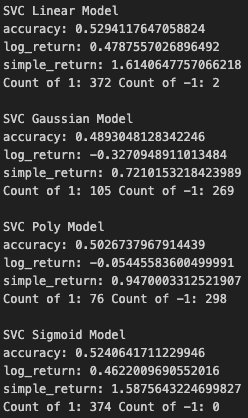 SVC Linear Model
accuracy: 0.5294117647058824
log_return: 0.4787557026896492
simple_return: 1.6140647757066218
Count of 1: 372 Count of -1: 2
SVC Gaussian Model
accuracy: 0.4893048128342246
log_return: -0.3270948911013484
simple_return: 0.7210153218423989
Count of 1: 105 Count of -1: 269
SVC Poly Model
accuracy: 0.5026737967914439
log_return: -0.05445583600499991
simple_return: 0.9470003312521907
Count of 1: 76 Count of -1: 298
SVC Sigmoid Model
accuracy: 0.5240641711229946
log_return: 0.4622009690552016
simple_return: 1.5875643224699827
Count of 1: 374 Count of -1: 0